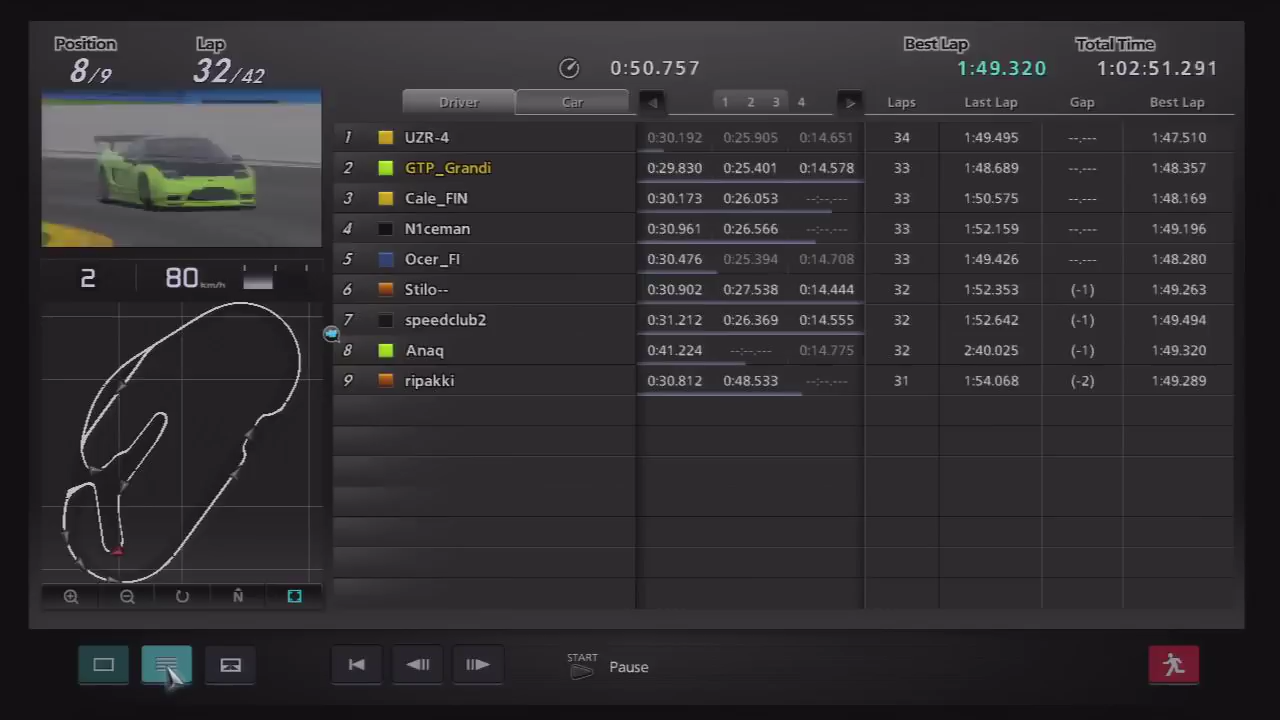 Position Lap Best Lap Total Time
8/9 32/42 0:50.757 1:49.320 1:02:51.291
Driver Car 1 2 3 4 Laps Last Lap Gap Best Lap
1 UZR-4 0:30.192 0:25.905 0:14.651 34 1:49.495 --.--- 1:47.510
2 GTP_Grandi 0:29.830 0:25.401 0:14.578 33 1:48.689 --.--- 1:48.357
3 Cale_FIN 0:30.173 0:26.053 --:--.--- 33 1:50.575 --.--- 1:48.169
4 N1ceman 0:30.961 0:26.566 33 1:52.159 --.--- 1:49.196
5 Ocer_FI 0:30.476 0:25.394 0:14.708 33 1:49.426 --.--- 1:48.280
6 Stilo-- 0:30.902 0:27.538 0:14.444 32 1:52.353 (-1) 1:49.263
7 speedclub2 0:31.212 0:26.369 0:14.555 32 1:52.642 (-1) 1:49.494
8 Anaq 0:41.224 --:--.--- 0:14.775 32 2:40.025 (-1) 1:49.320
9 ripakki 0:30.812 0:48.533 --:--.--- 31 1:54.068 (-2) 1:49.289
2 80 km/h
N
START Pause